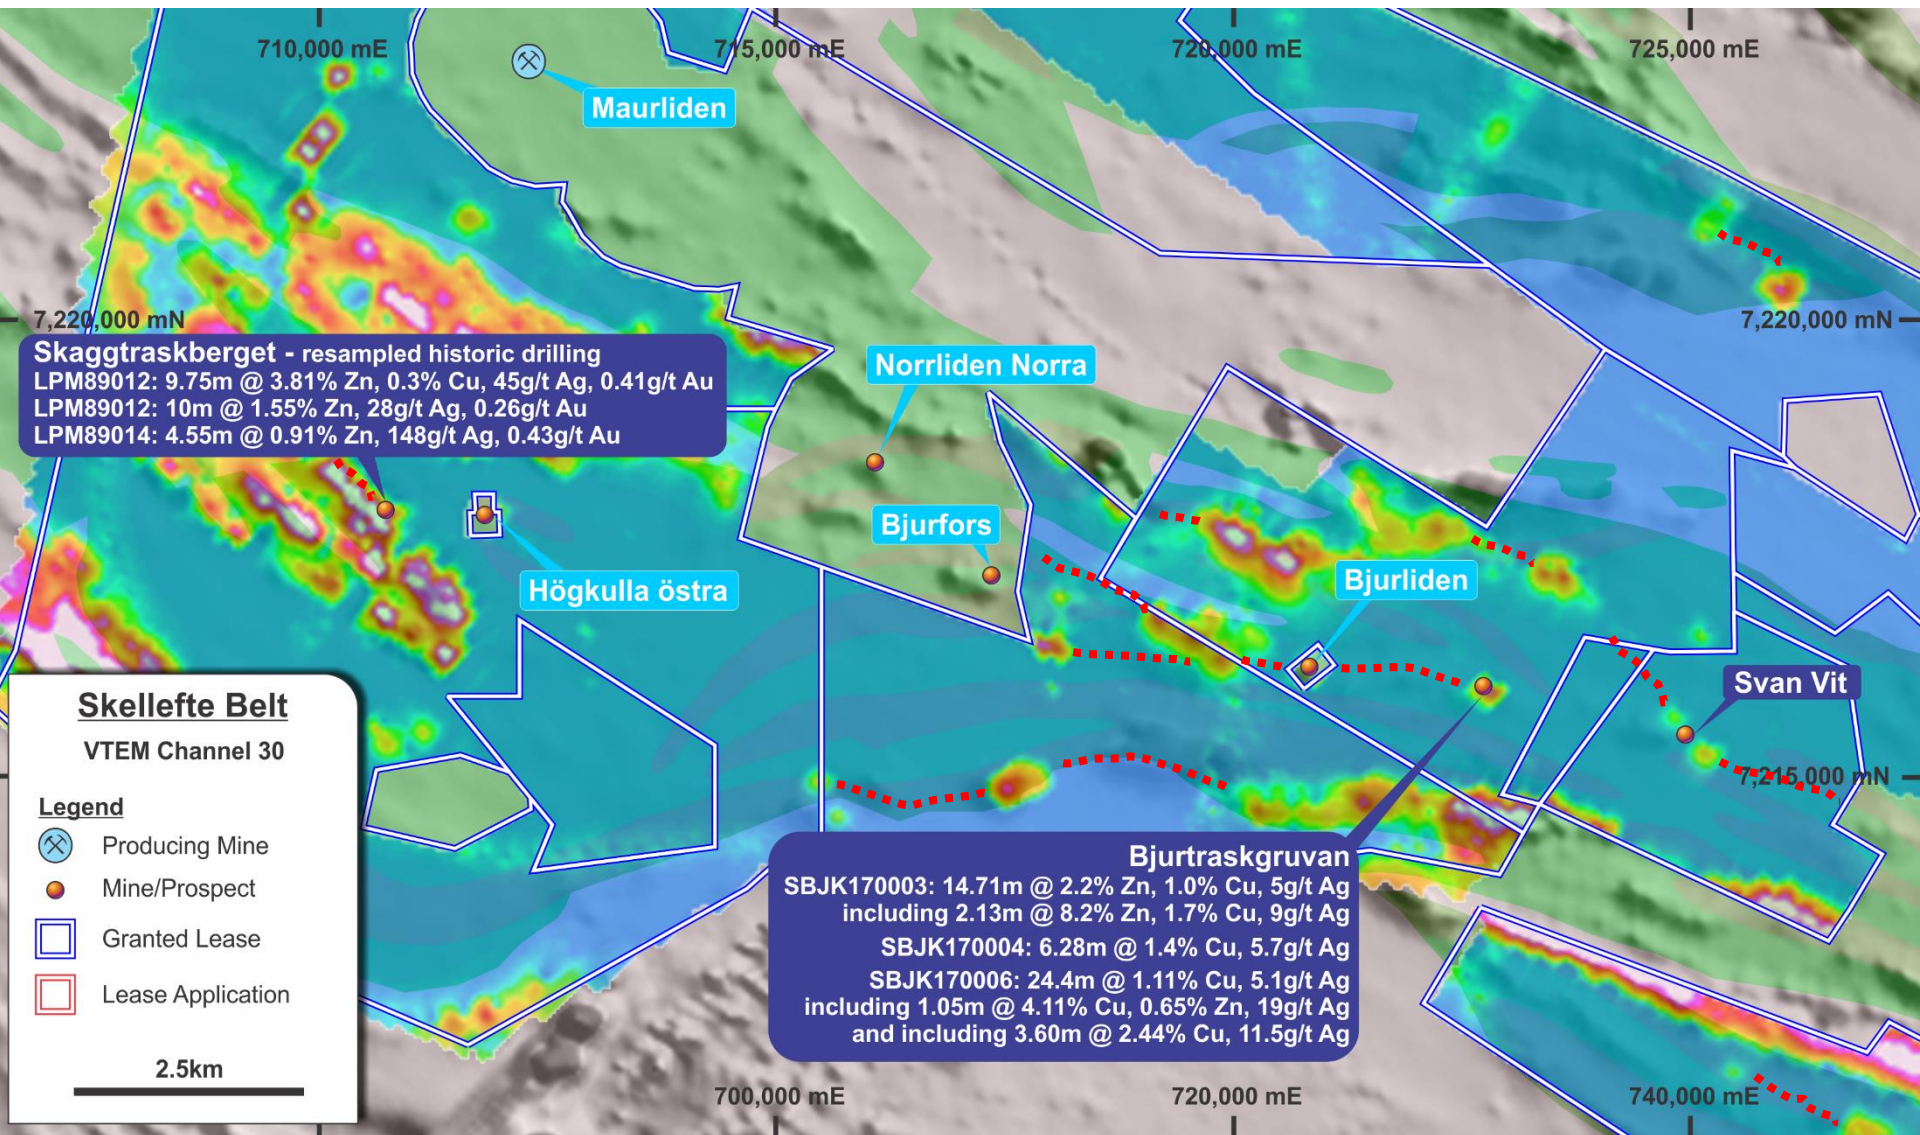 710,000 mE
715,000 mE
720,000 mE
725,000 mE
Maurliden
7,220,000 mN
7,220,000 mN
Skaggtraskberget - resampled historic drilling
LPM89012: 9.75m @ 3.81% Zn, 0.3% Cu, 45g/t Ag, 0.41g/t Au
LPM89012: 10m @ 1.55% Zn, 28g/t Ag, 0.26g/t Au
LPM89014: 4.55m @ 0.91% Zn, 148g/t Ag, 0.43g/t Au
Norrliden Norra
Bjurfors
Högkulla östra
Bjurliden
Svan Vit
7,215,000 mN
Skellefte Belt
VTEM Channel 30
Legend
Producing Mine
Mine/Prospect
Granted Lease
Lease Application
2.5km
Bjurtraskgruvan
SBJK170003: 14.71m @ 2.2% Zn, 1.0% Cu, 5g/t Ag
including 2.13m @ 8.2% Zn, 1.7% Cu, 9g/t Ag
SBJK170004: 6.28m @ 1.4% Cu, 5.7g/t Ag
SBJK170006: 24.4m @ 1.11% Cu, 5.1g/t Ag
including 1.05m @ 4.11% Cu, 0.65% Zn, 19g/t Ag
and including 3.60m @ 2.44% Cu, 11.5g/t Ag
700,000 mE
720,000 mE
740,000 mE